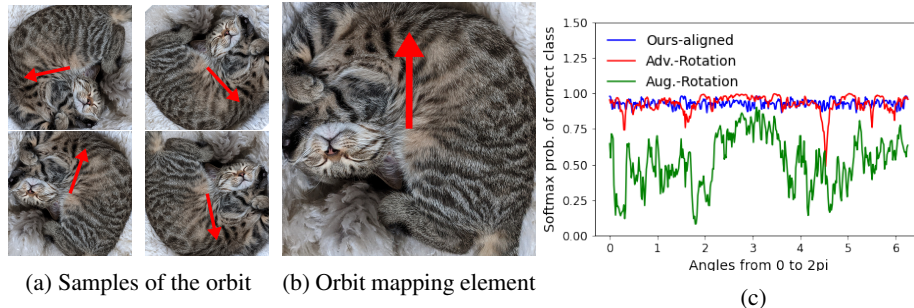 1.50
1.25
1.00
0.75
0.50
0.25
0.00
Softmax prob. of correct class
Ours-aligned
Adv.-Rotation
Aug.-Rotation
0 1 2 3 4 5 6
Angles from 0 to 2pi
(a) Samples of the orbit
(b) Orbit mapping element
(c)